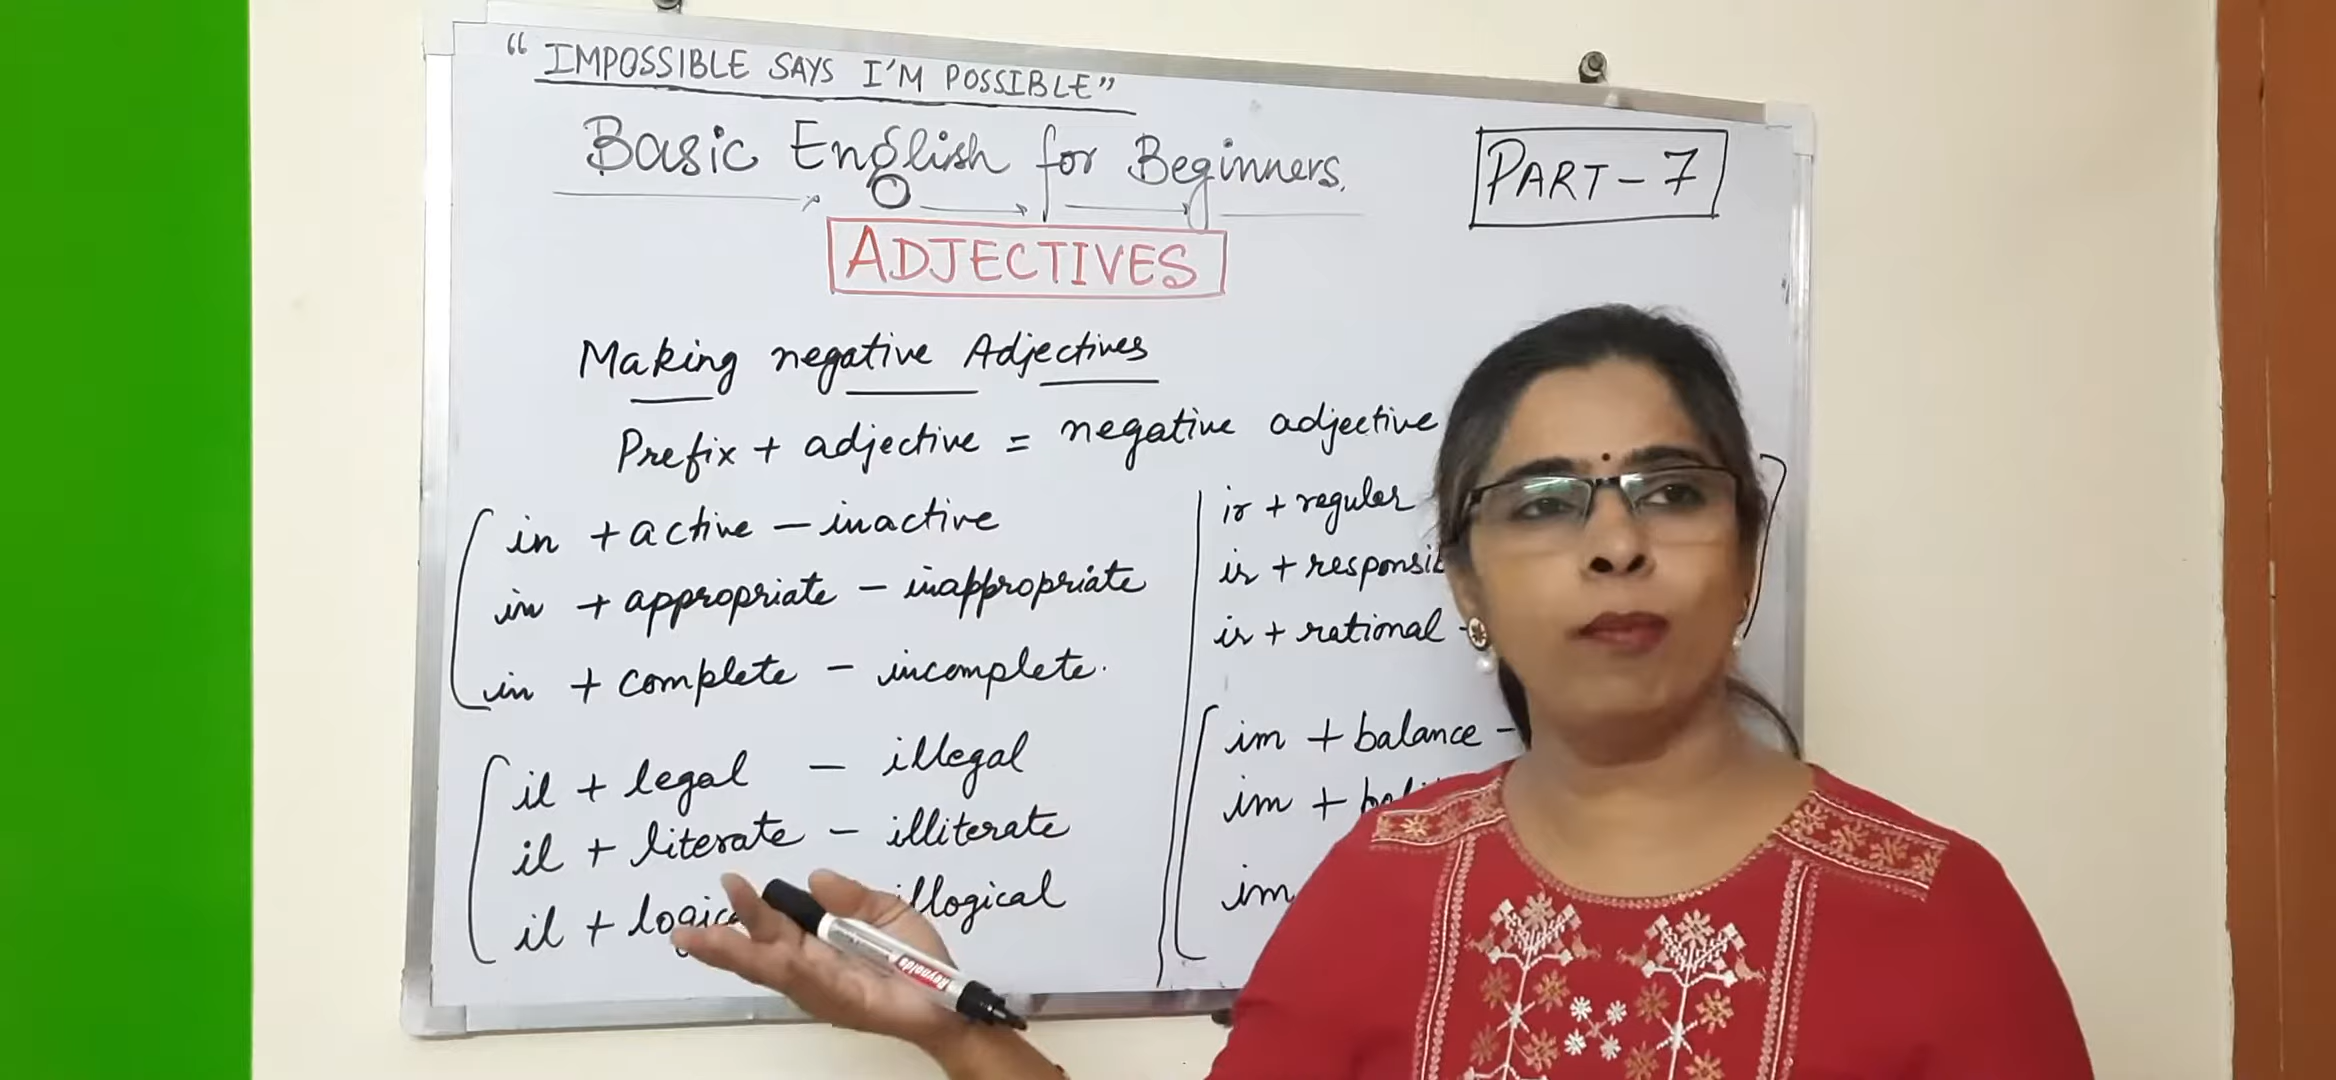 “IMPOSSIBLE SAYS I'M POSSIBLE”
Basic English for Beginners.
PART-7
ADJECTIVES
Making negative Adjectives
Prefix + adjective = negative adjective
in + active - inactive
in + appropriate - inappropriate
in + complete - incomplete.
il + legal - illegal
il + literate - illiterate
il + logic illogical
ir + regular
ir + responsib
ir + rational -
im + balance -
im +
im
Reynolds